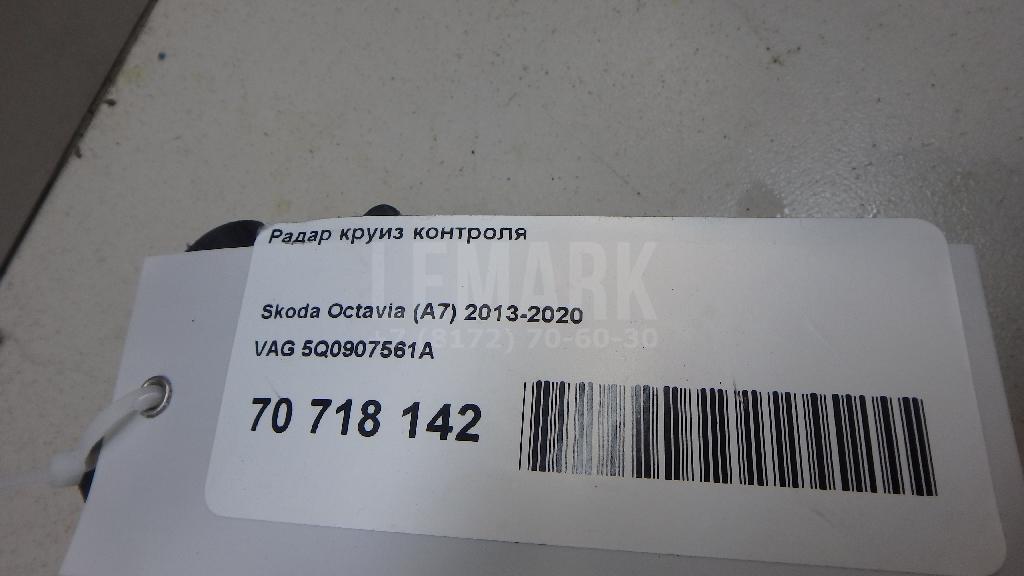 Радар круиз контроля
LEMARK
Skoda Octavia (A7) 2013-2020
+7 (8172) 70-60-30
VAG 5Q0907561A
70 718 142